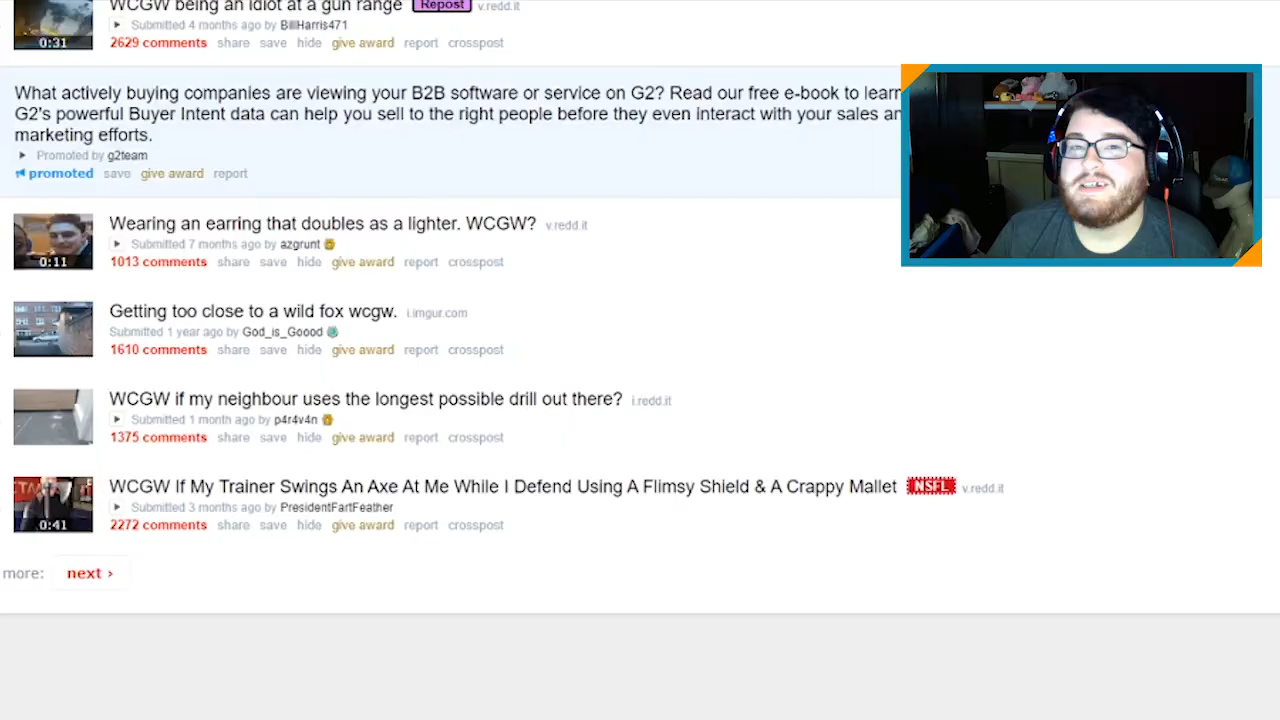 WCGW being an idiot at a gun range Repost v.redd.it
Submitted 4 months ago by BillHarris471
0:31
2629 comments share save hide give award report crosspost
What actively buying companies are viewing your B2B software or service on G2? Read our free e-book to learn
G2's powerful Buyer Intent data can help you sell to the right people before they even interact with your sales an
marketing efforts.
Promoted by g2team
promoted save give award report
Wearing an earring that doubles as a lighter. WCGW? v.redd.it
Submitted 7 months ago by azgrunt
0:11
1013 comments share save hide give award report crosspost
Getting too close to a wild fox wcgw. i.imgur.com
Submitted 1 year ago by God_is_Goood
1610 comments share save hide give award report crosspost
WCGW if my neighbour uses the longest possible drill out there? i.redd.it
Submitted 1 month ago by p4r4v4n
1375 comments share save hide give award report crosspost
WCGW If My Trainer Swings An Axe At Me While I Defend Using A Flimsy Shield & A Crappy Mallet NSFL v.redd.it
Submitted 3 months ago by PresidentFartFeather
0:41
2272 comments share save hide give award report crosspost
more: next ›